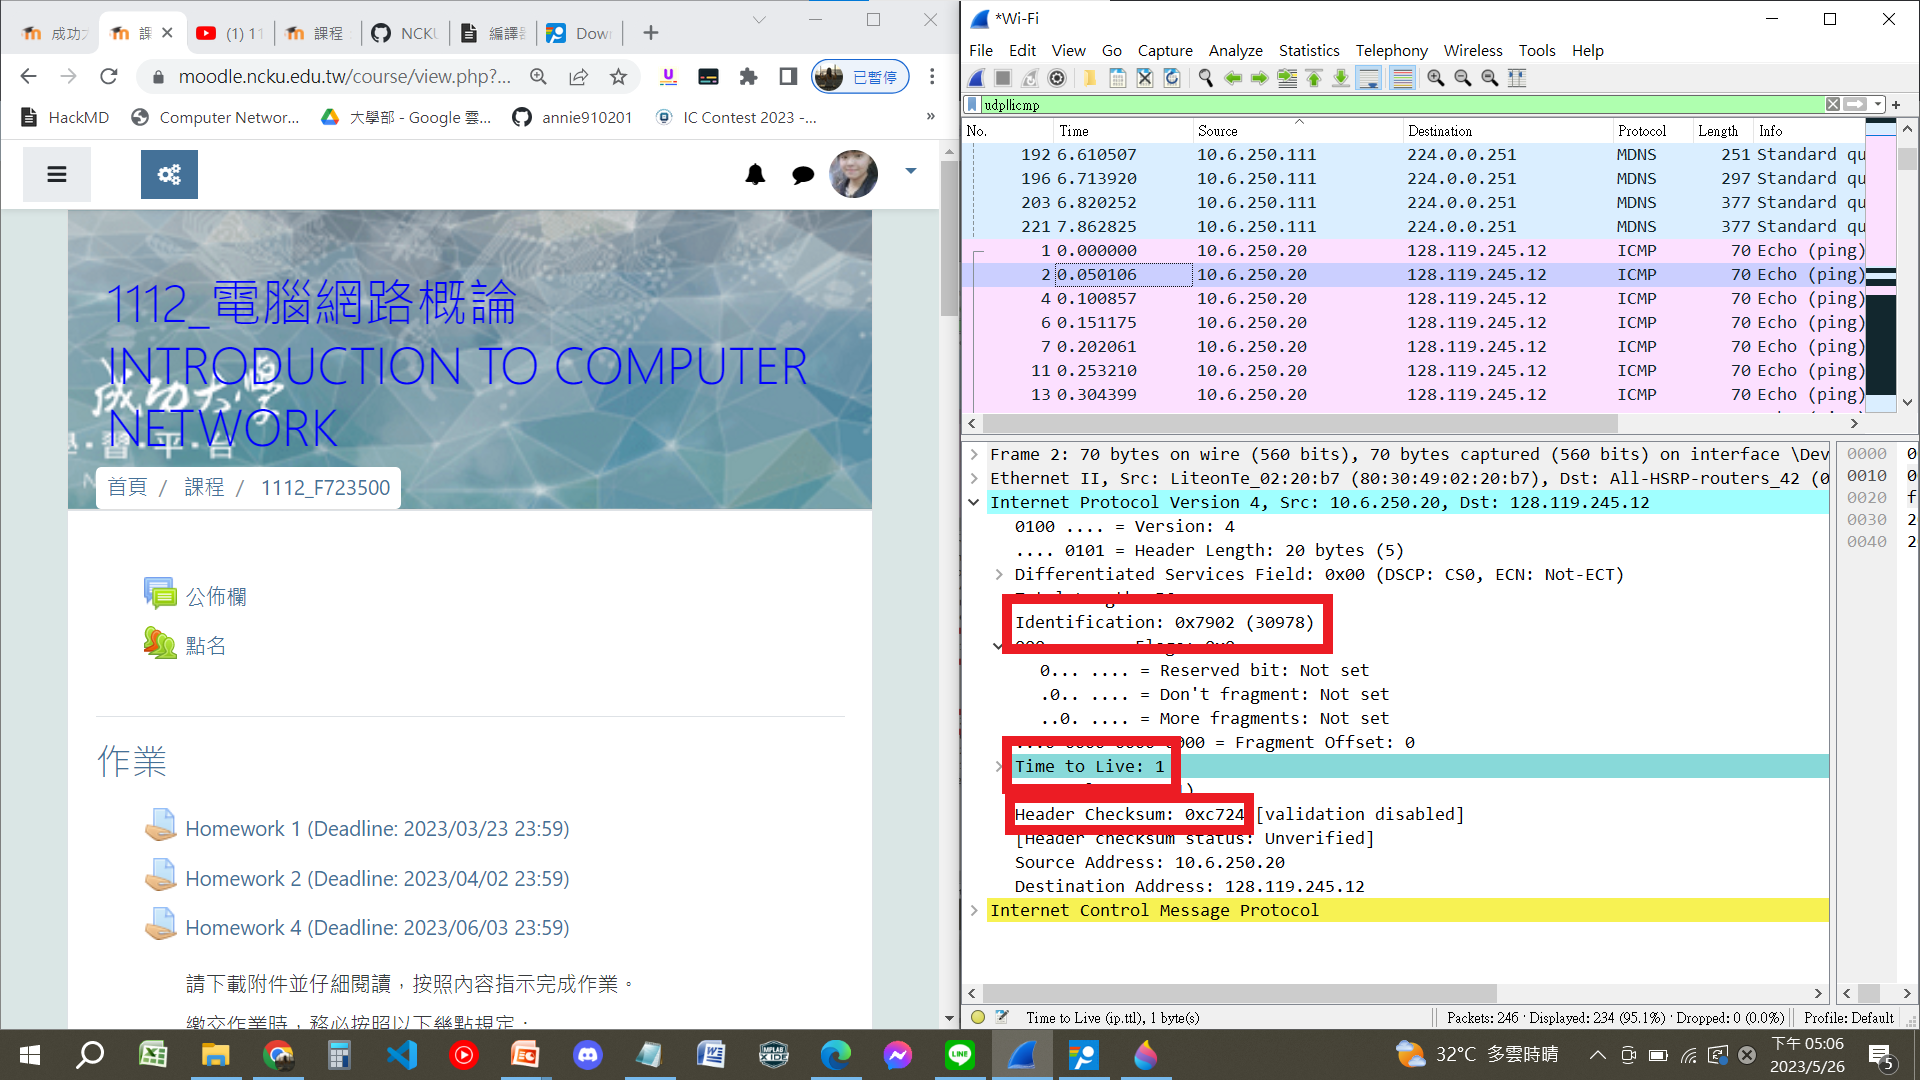 成功
課
(1) 1
課程
NCKU
編譯
Dow
moodle.ncku.edu.tw/course/view.php?...
已暫停
HackMD
Computer Networ...
大學部 - Google 雲...
annie910201
IC Contest 2023 -...
»
1112_電腦網路概論
INTRODUCTION TO COMPUTER
NETWORK
成功大學
學·習·平·台
首頁 / 課程 / 1112_F723500
公佈欄
點名
作業
Homework 1 (Deadline: 2023/03/23 23:59)
Homework 2 (Deadline: 2023/04/02 23:59)
Homework 4 (Deadline: 2023/06/03 23:59)
請下載附件並仔細閱讀，按照內容指示完成作業。
繳交作業時，務必按照以下幾點規定：
*Wi-Fi
File Edit View Go Capture Analyze Statistics Telephony Wireless Tools Help
udp||icmp
No. Time Source Destination Protocol Length Info
192 6.610507 10.6.250.111 224.0.0.251 MDNS 251 Standard qu
196 6.713920 10.6.250.111 224.0.0.251 MDNS 297 Standard qu
203 6.820252 10.6.250.111 224.0.0.251 MDNS 377 Standard qu
221 7.862825 10.6.250.111 224.0.0.251 MDNS 377 Standard qu
1 0.000000 10.6.250.20 128.119.245.12 ICMP 70 Echo (ping)
2 0.050106 10.6.250.20 128.119.245.12 ICMP 70 Echo (ping)
4 0.100857 10.6.250.20 128.119.245.12 ICMP 70 Echo (ping)
6 0.151175 10.6.250.20 128.119.245.12 ICMP 70 Echo (ping)
7 0.202061 10.6.250.20 128.119.245.12 ICMP 70 Echo (ping)
11 0.253210 10.6.250.20 128.119.245.12 ICMP 70 Echo (ping)
13 0.304399 10.6.250.20 128.119.245.12 ICMP 70 Echo (ping)
Frame 2: 70 bytes on wire (560 bits), 70 bytes captured (560 bits) on interface \Dev
Ethernet II, Src: LiteonTe_02:20:b7 (80:30:49:02:20:b7), Dst: All-HSRP-routers_42 (0
Internet Protocol Version 4, Src: 10.6.250.20, Dst: 128.119.245.12
0100 .... = Version: 4
.... 0101 = Header Length: 20 bytes (5)
Differentiated Services Field: 0x00 (DSCP: CS0, ECN: Not-ECT)
Identification: 0x7902 (30978)
0... .... = Reserved bit: Not set
.0.. .... = Don't fragment: Not set
..0. .... = More fragments: Not set
...0 0000 0000 0000 = Fragment Offset: 0
Time to Live: 1
Header Checksum: 0xc724 [validation disabled]
[Header checksum status: Unverified]
Source Address: 10.6.250.20
Destination Address: 128.119.245.12
Internet Control Message Protocol
0000 0
0010 0
0020 f
0030 2
0040 2
Time to Live (ip.ttl), 1 byte(s)
Packets: 246 · Displayed: 234 (95.1%) · Dropped: 0 (0.0%)
Profile: Default
32°C 多雲時晴
下午 05:06
2023/5/26
5